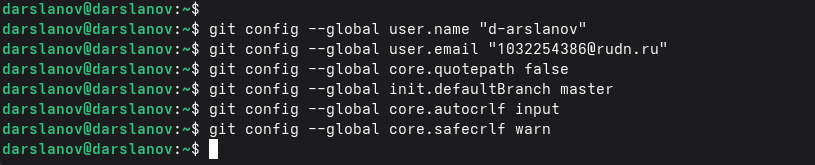 darslanov@darslanov:~$
darslanov@darslanov:~$ git config --global user.name "d-arslanov"
darslanov@darslanov:~$ git config --global user.email "1032254386@rudn.ru"
darslanov@darslanov:~$ git config --global core.quotepath false
darslanov@darslanov:~$ git config --global init.defaultBranch master
darslanov@darslanov:~$ git config --global core.autocrlf input
darslanov@darslanov:~$ git config --global core.safecrlf warn
darslanov@darslanov:~$